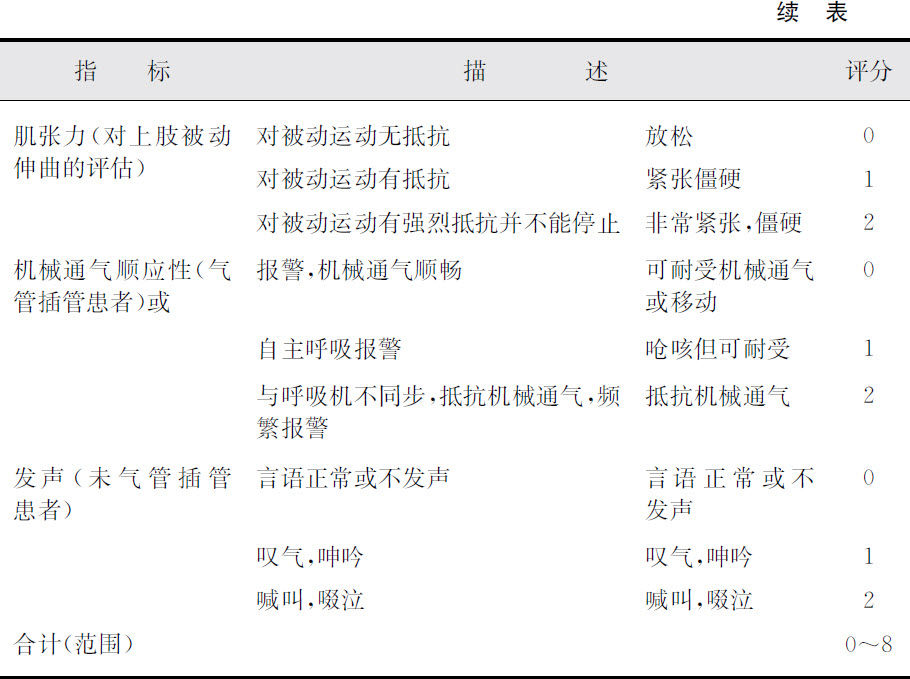 续 表
指 标 描 述 评分
肌张力(对上肢被动 对被动运动无抵抗 放松 0
伸曲的评估)
对被动运动有抵抗 紧张僵硬 1
对被动运动有强烈抵抗并不能停止 非常紧张,僵硬 2
机械通气顺应性(气 报警,机械通气顺畅 可耐受机械通气 0
管插管患者)或 或移动
自主呼吸报警 呛咳但可耐受 1
与呼吸机不同步,抵抗机械通气,频 抵抗机械通气 2
繁报警
发声(未气管插管 言语正常或不发声 言语正常或不 0
患者) 发声
叹气,呻吟 叹气,呻吟 1
喊叫,啜泣 喊叫,啜泣 2
合计(范围) 0~8